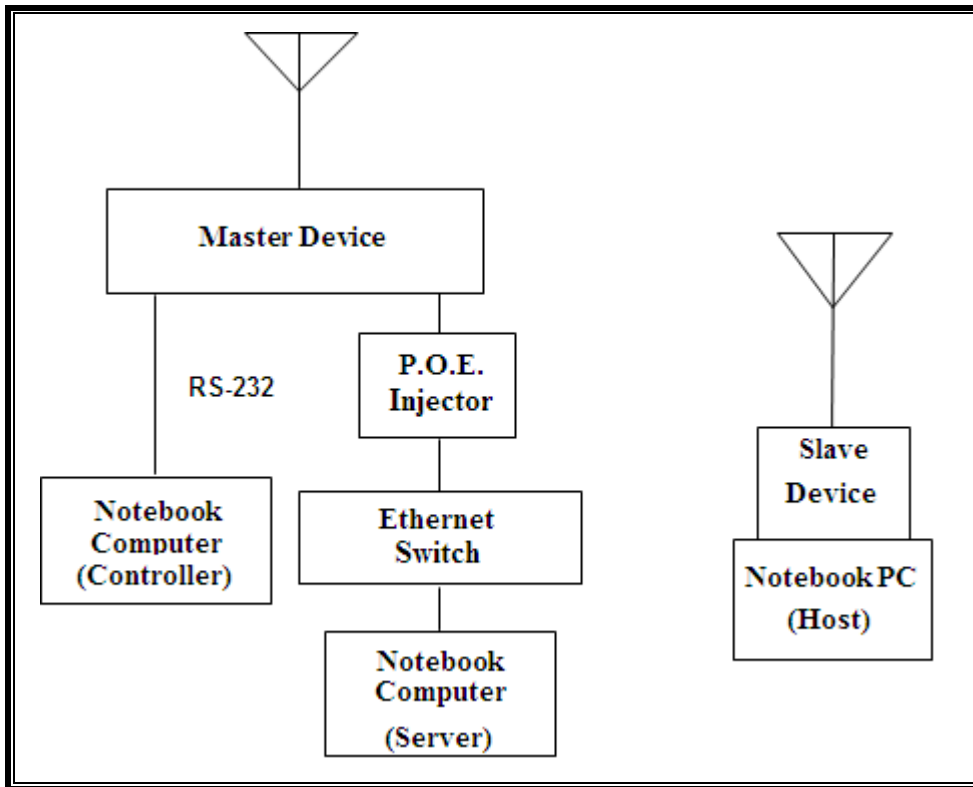 Master Device
RS-232
P.O.E.
Injector
Notebook
Computer
(Controller)
Ethernet
Switch
Notebook
Computer
(Server)
Slave
Device
Notebook PC
(Host)